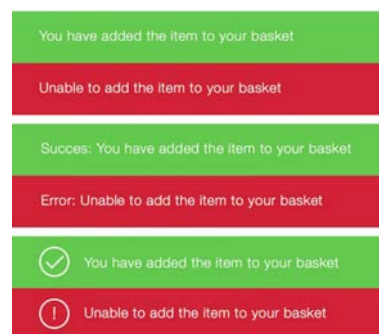 You have added the item to your basket
Unable to add the item to your basket
Succes: You have added the item to your basket
Error: Unable to add the item to your basket
You have added the item to your basket
Unable to add the item to your basket